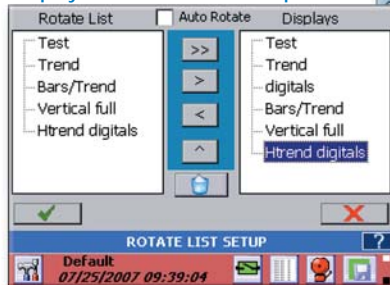 Rotate List
Auto Rotate
Displays
Test
Trend
Bars/Trend
Vertical full
Htrend digitals
>>
>
<
^
Test
Trend
digitals
Bars/Trend
Vertical full
Htrend digitals
ROTATE LIST SETUP
?
Default
07/25/2007 09:39:04